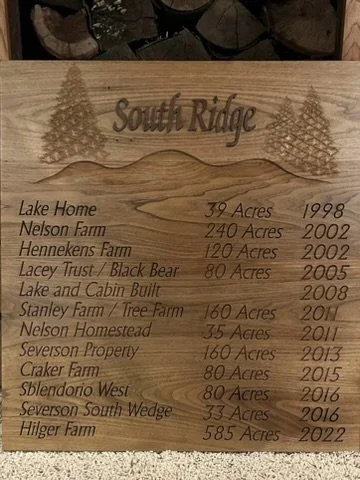 South Ridge
Lake Home 39 Acres 1998
Nelson Farm 240 Acres 2002
Hennekens Farm 120 Acres 2002
Lacey Trust / Black Bear 80 Acres 2005
Lake and Cabin Built 2008
Stanley Farm / Tree Farm 160 Acres 2011
Nelson Homestead 35 Acres 2011
Severson Property 160 Acres 2013
Craker Farm 80 Acres 2015
Sblendorio West 80 Acres 2016
Severson South Wedge 33 Acres 2016
Hilger Farm 585 Acres 2022